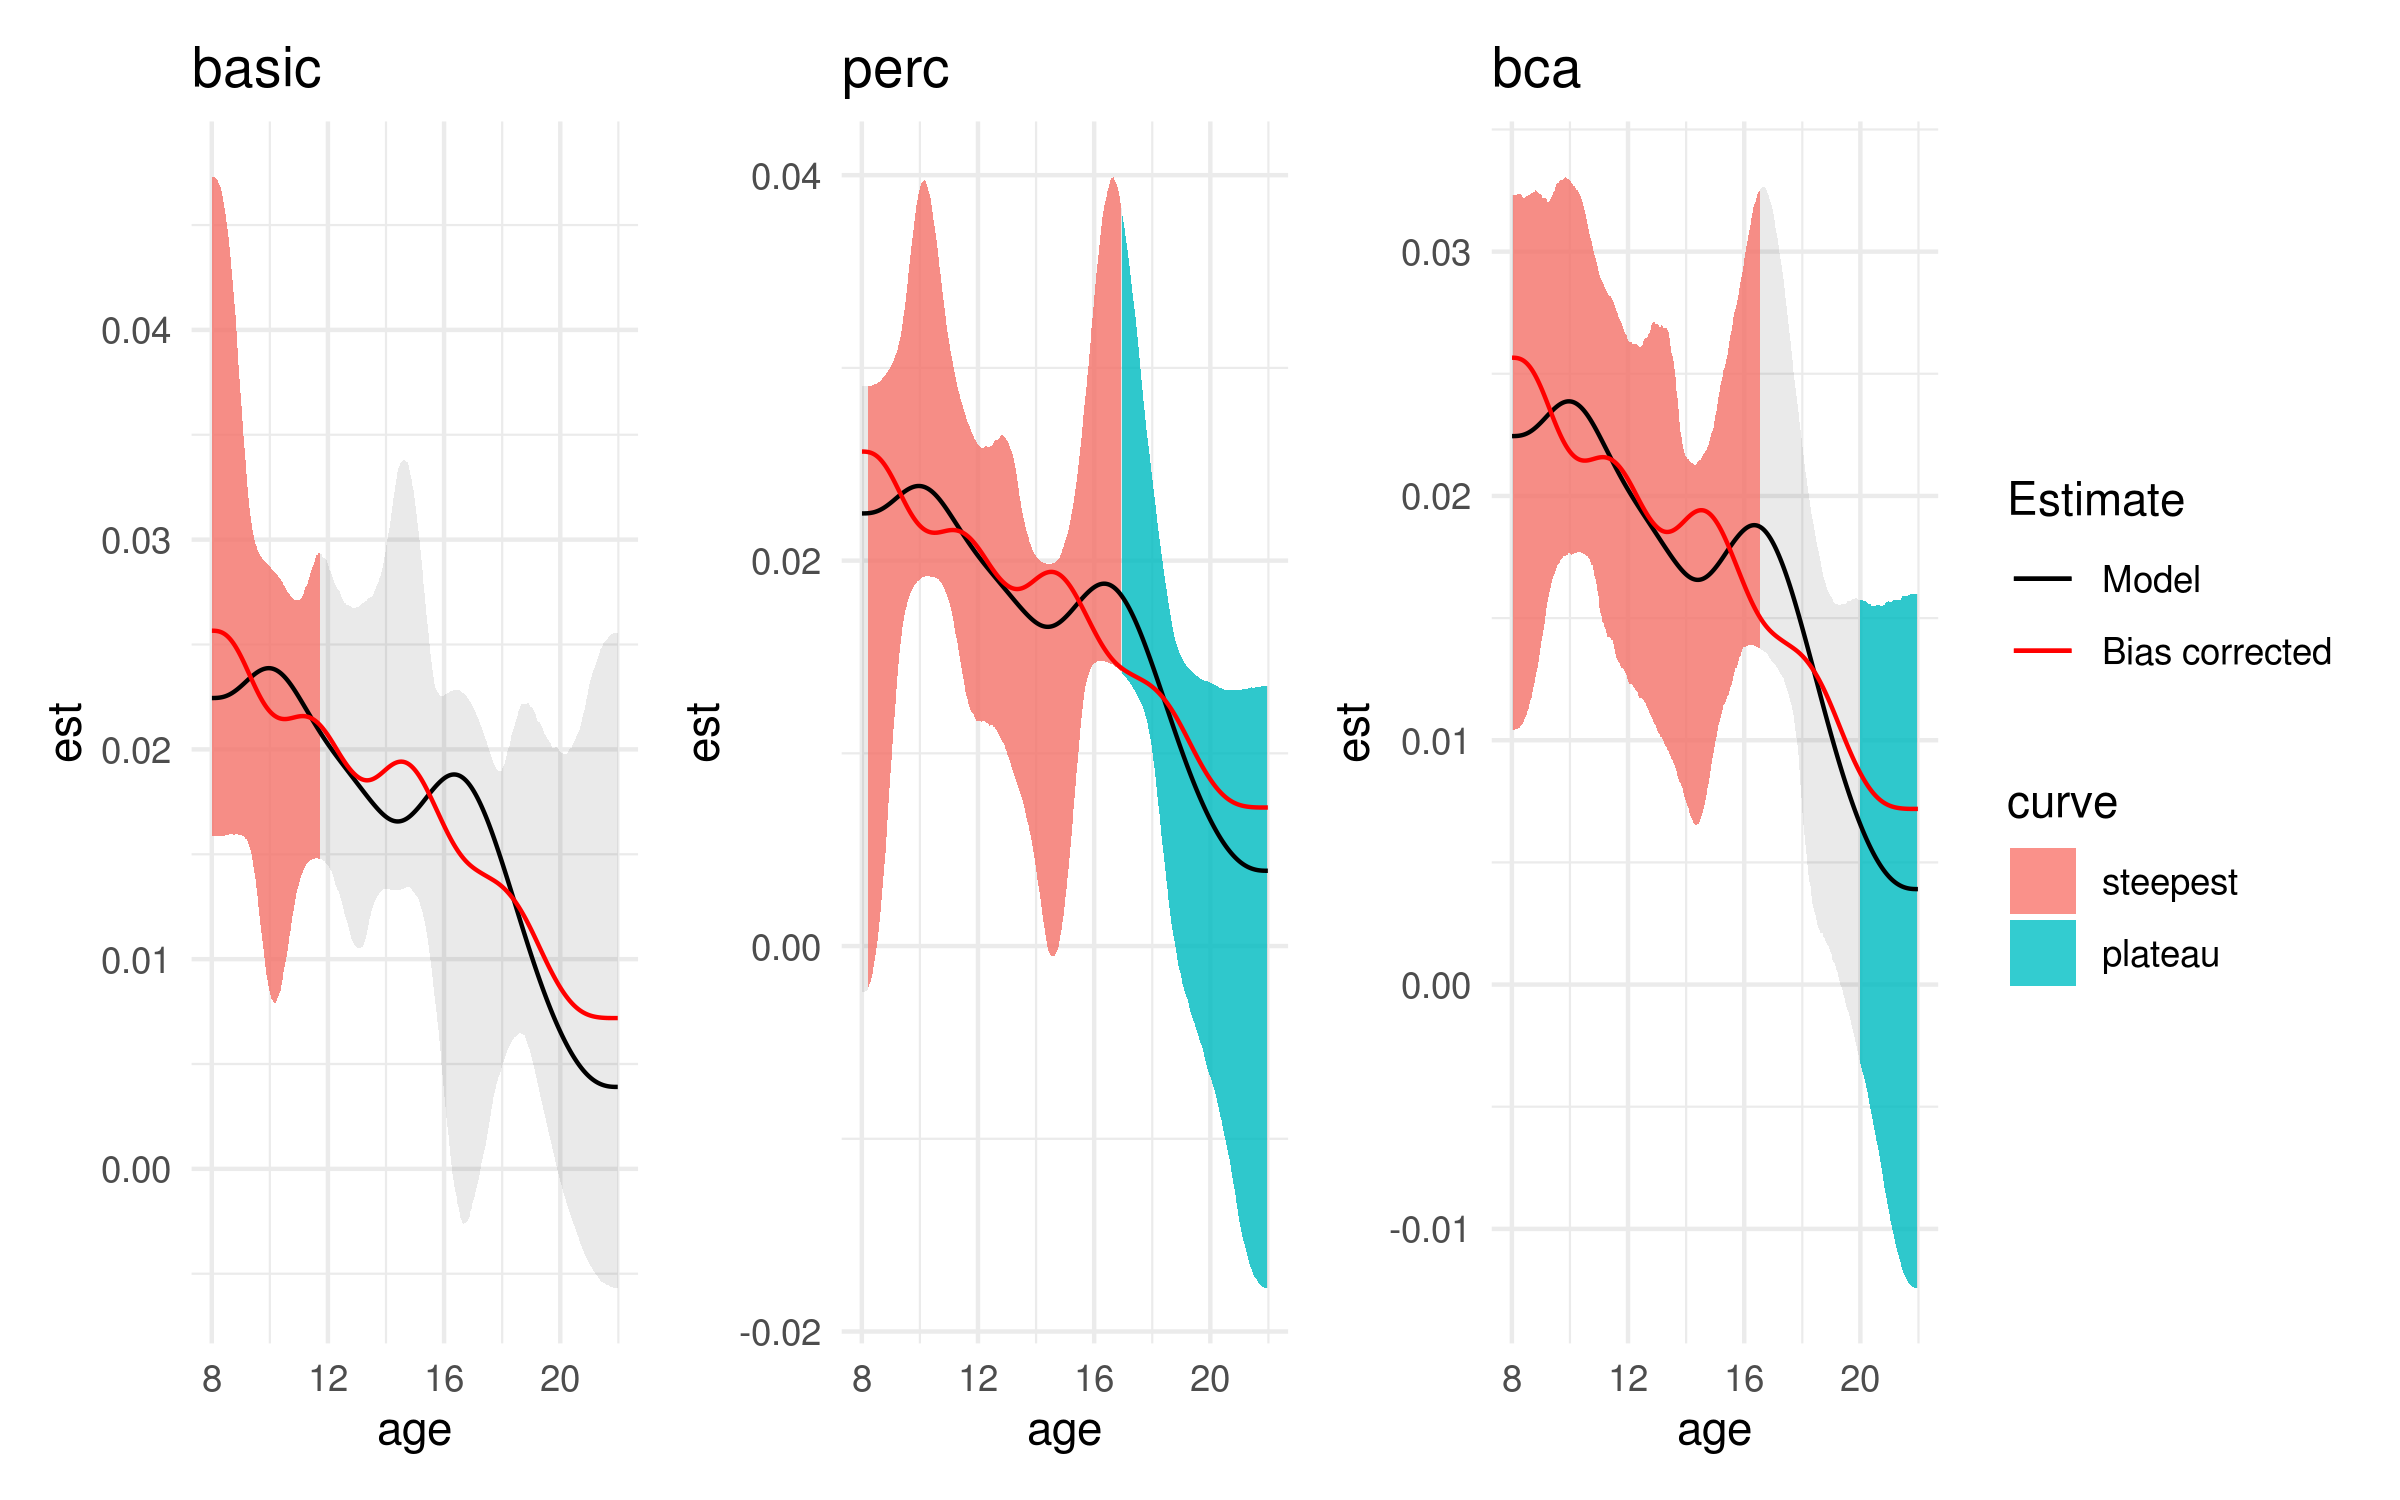 basic
perc
bca
est
0.04
0.03
0.02
0.01
0.00
8 12 16 20
age
est
0.04
0.02
0.00
-0.02
8 12 16 20
age
est
0.03
0.02
0.01
0.00
-0.01
8 12 16 20
age
Estimate
Model
Bias corrected
curve
steepest
plateau